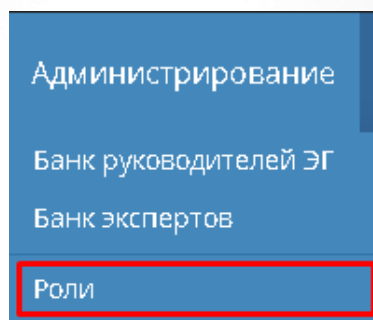 Администрирование
Банк руководителей ЭГ
Банк экспертов
Роли